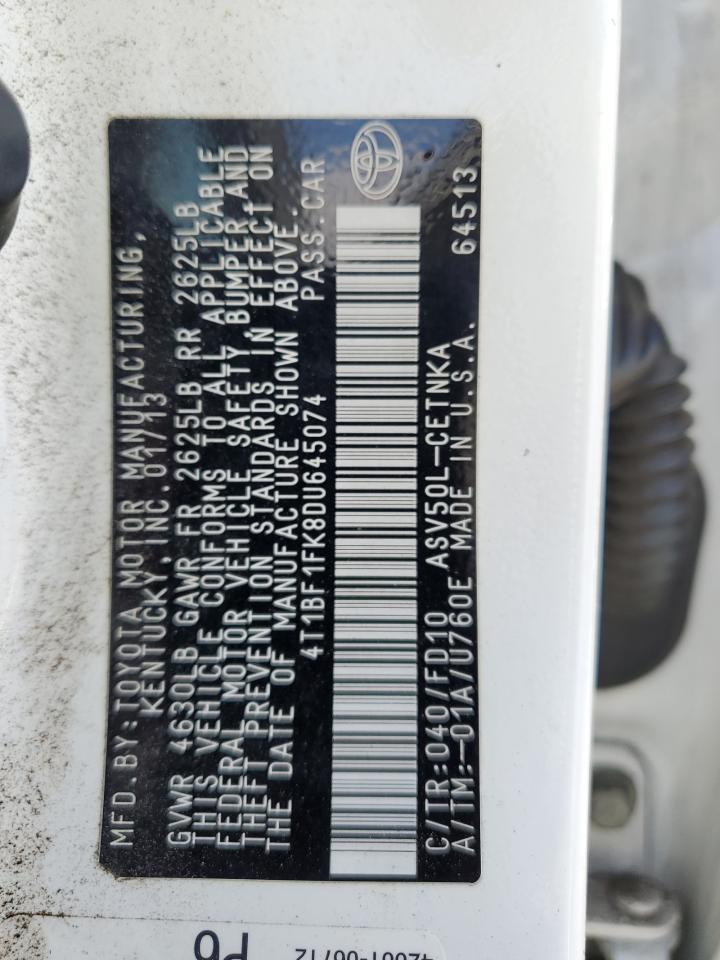 MFD.BY:TOYOTA MOTOR MANUFACTURING,
KENTUCKY,INC.01/13
GVWR 4630LB GAWR FR 2625LB RR 2625LB
THIS VEHICLE CONFORMS TO ALL APPLICABLE
FEDERAL MOTOR VEHICLE SAFETY, BUMPER,AND
THEFT PREVENTION STANDARDS IN EFFECT ON
THE DATE OF MANUFACTURE SHOWN ABOVE.
4T1BF1FK8DU645074 PASS.CAR
C/TR:040/FD10 ASV50L-CETNKA
A/TM:-01A/U760E MADE IN U.S.A. 64513